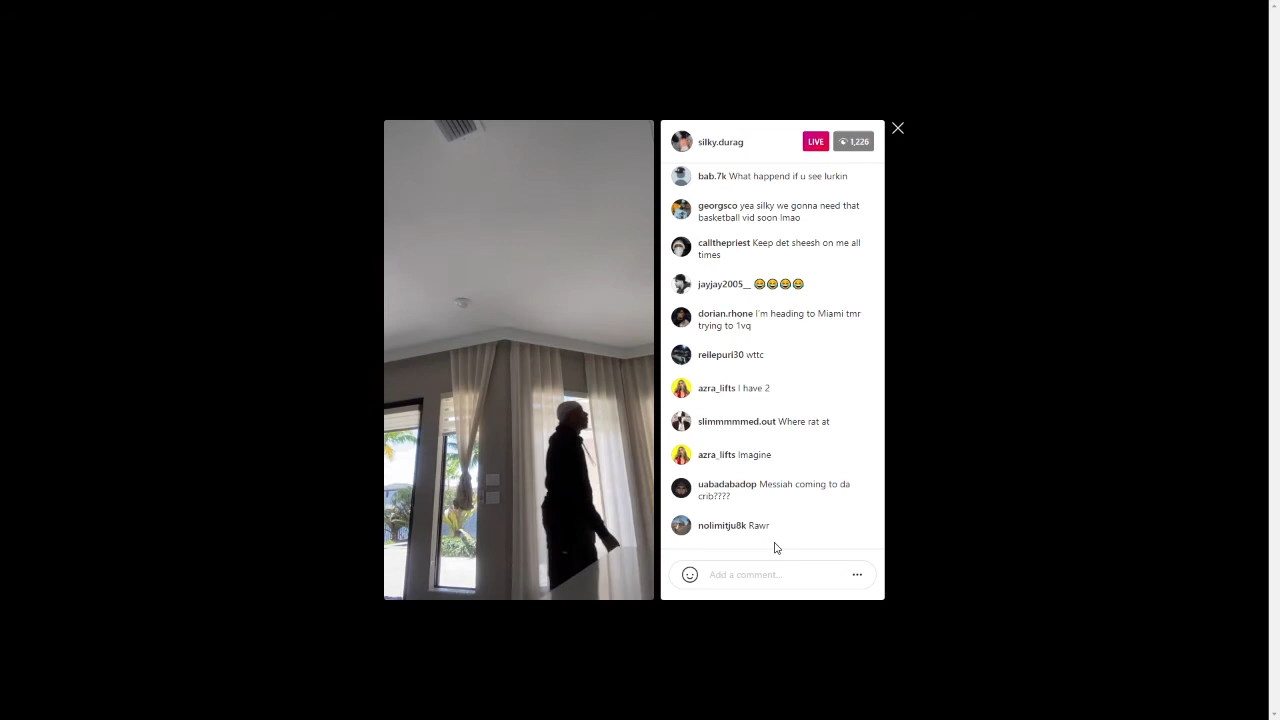 silky.durag LIVE 1,226
bab.7k What happend if u see lurkin
georgsco yea silky we gonna need that
basketball vid soon lmao
callthepriest Keep det sheesh on me all
times
jayjay2005__ 😂😂😂😂
dorian.rhone I'm heading to Miami tmr
trying to 1vq
reilepuri30 wttc
azra_lifts I have 2
slimmmmmed.out Where rat at
azra_lifts Imagine
uabadabadop Messiah coming to da
crib????
nolimitju8k Rawr
Add a comment...